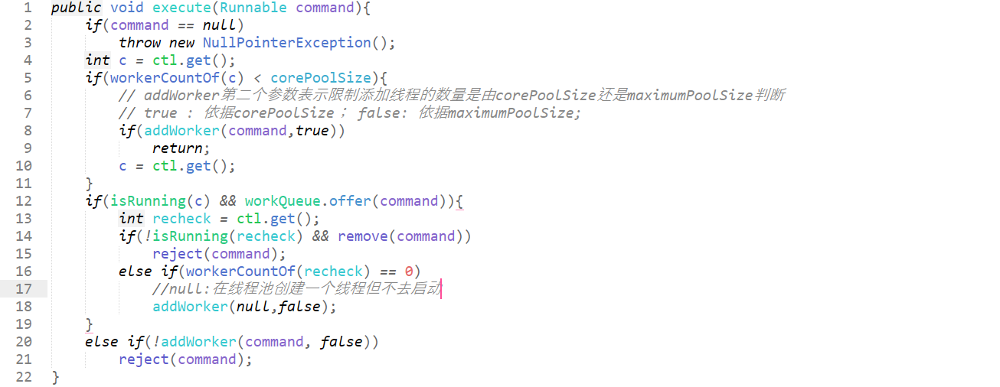 1 public void execute(Runnable command){
2 if(command == null)
3 throw new NullPointerException();
4 int c = ctl.get();
5 if(workerCountOf(c) < corePoolSize){
6 // addWorker第二个参数表示限制添加线程的数量是由corePoolSize还是maximumPoolSize判断
7 // true : 依据corePoolSize； false: 依据maximumPoolSize;
8 if(addWorker(command,true))
9 return;
10 c = ctl.get();
11 }
12 if(isRunning(c) && workQueue.offer(command)){
13 int recheck = ctl.get();
14 if(!isRunning(recheck) && remove(command))
15 reject(command);
16 else if(workerCountOf(recheck) == 0)
17 //null:在线程池创建一个线程但不去启动
18 addWorker(null,false);
19 }
20 else if(!addWorker(command, false))
21 reject(command);
22 }